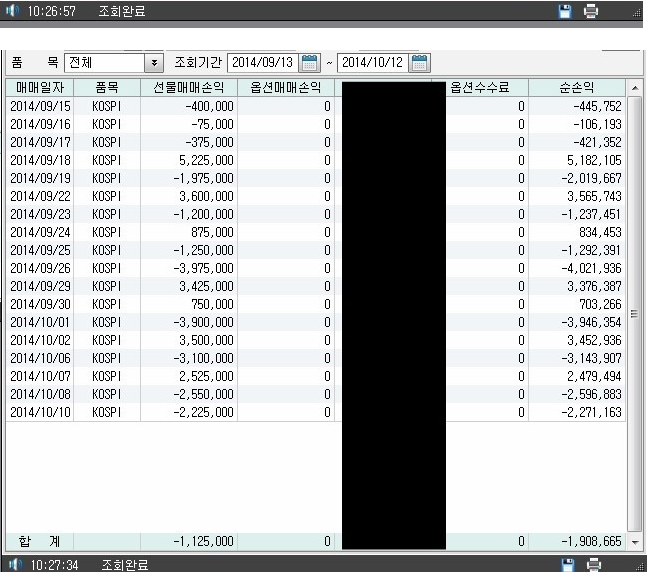 10:26:57 조회완료
품 목 전체 조회기간 2014/09/13 ~ 2014/10/12
매매일자 품목 선물매매손익 옵션매매손익 옵션수수료 순손익
2014/09/15 KOSPI -400,000 0 0 -445,752
2014/09/16 KOSPI -75,000 0 0 -106,193
2014/09/17 KOSPI -375,000 0 0 -421,352
2014/09/18 KOSPI 5,225,000 0 0 5,182,105
2014/09/19 KOSPI -1,975,000 0 0 -2,019,667
2014/09/22 KOSPI 3,600,000 0 0 3,565,743
2014/09/23 KOSPI -1,200,000 0 0 -1,237,451
2014/09/24 KOSPI 875,000 0 0 834,453
2014/09/25 KOSPI -1,250,000 0 0 -1,292,391
2014/09/26 KOSPI -3,975,000 0 0 -4,021,936
2014/09/29 KOSPI 3,425,000 0 0 3,376,387
2014/09/30 KOSPI 750,000 0 0 703,266
2014/10/01 KOSPI -3,900,000 0 0 -3,946,354
2014/10/02 KOSPI 3,500,000 0 0 3,452,936
2014/10/06 KOSPI -3,100,000 0 0 -3,143,907
2014/10/07 KOSPI 2,525,000 0 0 2,479,494
2014/10/08 KOSPI -2,550,000 0 0 -2,596,883
2014/10/10 KOSPI -2,225,000 0 0 -2,271,163
합 계 -1,125,000 0 0 -1,908,665
10:27:34 조회완료